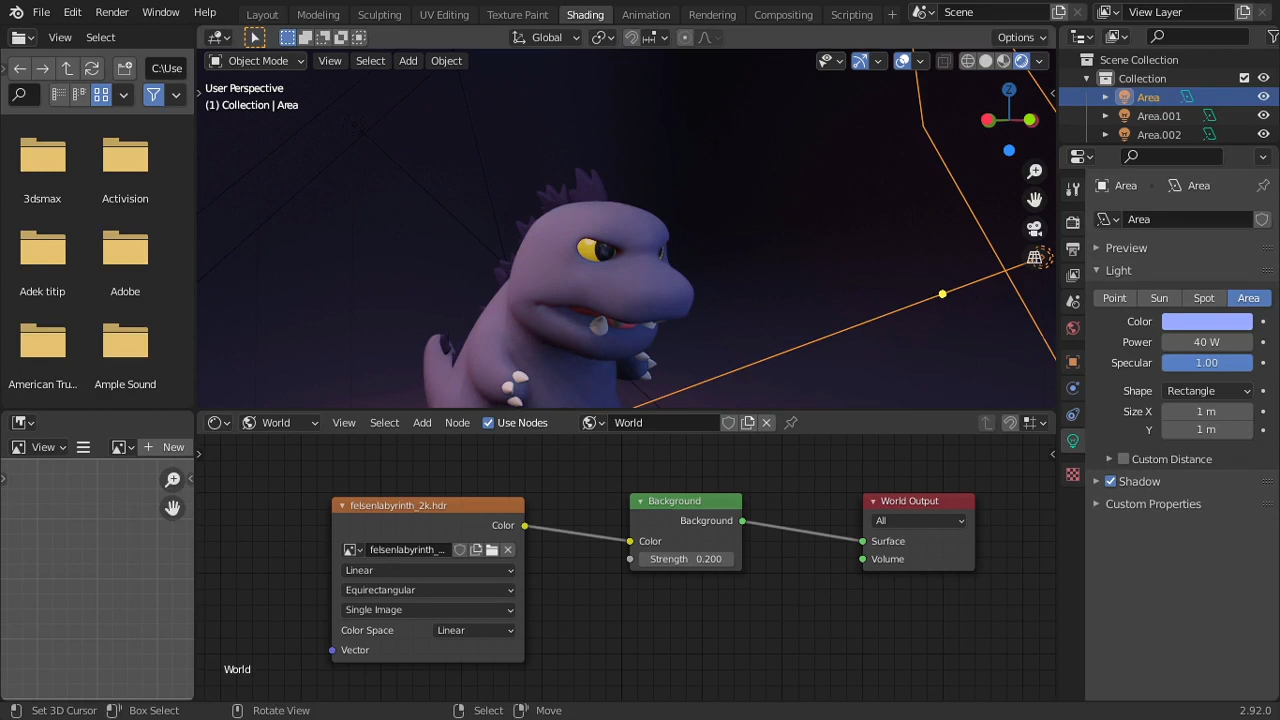 File Edit Render Window Help Layout Modeling Sculpting UV Editing Texture Paint Shading Animation Rendering Compositing Scripting Scene View Layer
View Select Global Options
C:\Use Object Mode View Select Add Object
User Perspective
(1) Collection | Area
Z
3dsmax Activision
Adek titip Adobe
American Tru... Ample Sound
Scene Collection
Collection
Area
Area.001
Area.002
Area Area
Area
Preview
Light
Point Sun Spot Area
Color
Power 40 W
Specular 1.00
Shape Rectangle
Size X 1 m
Y 1 m
Custom Distance
Shadow
Custom Properties
View New
World View Select Add Node Use Nodes World
felsenlabyrinth_2k.hdr
Color
felsenlabyrinth_...
Linear
Equirectangular
Single Image
Color Space Linear
Vector
Background
Background
Color
Strength 0.200
World Output
All
Surface
Volume
World
Set 3D Cursor Box Select Rotate View Select Move 2.92.0